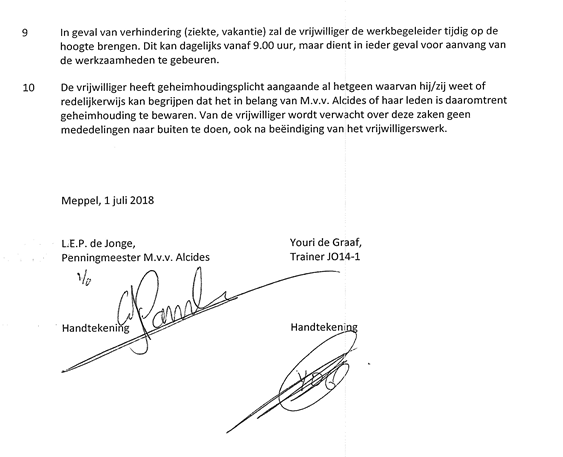 9 In geval van verhindering (ziekte, vakantie) zal de vrijwilliger de werkbegeleider tijdig op de
hoogte brengen. Dit kan dagelijks vanaf 9.00 uur, maar dient in ieder geval voor aanvang van
de werkzaamheden te gebeuren.
10 De vrijwilliger heeft geheimhoudingsplicht aangaande al hetgeen waarvan hij/zij weet of
redelijkerwijs kan begrijpen dat het in belang van M.v.v. Alcides of haar leden is daaromtrent
geheimhouding te bewaren. Van de vrijwilliger wordt verwacht over deze zaken geen
mededelingen naar buiten te doen, ook na beëindiging van het vrijwilligerswerk.
Meppel, 1 juli 2018
L.E.P. de Jonge, Youri de Graaf,
Penningmeester M.v.v. Alcides Trainer JO14-1
Handtekening Handtekening